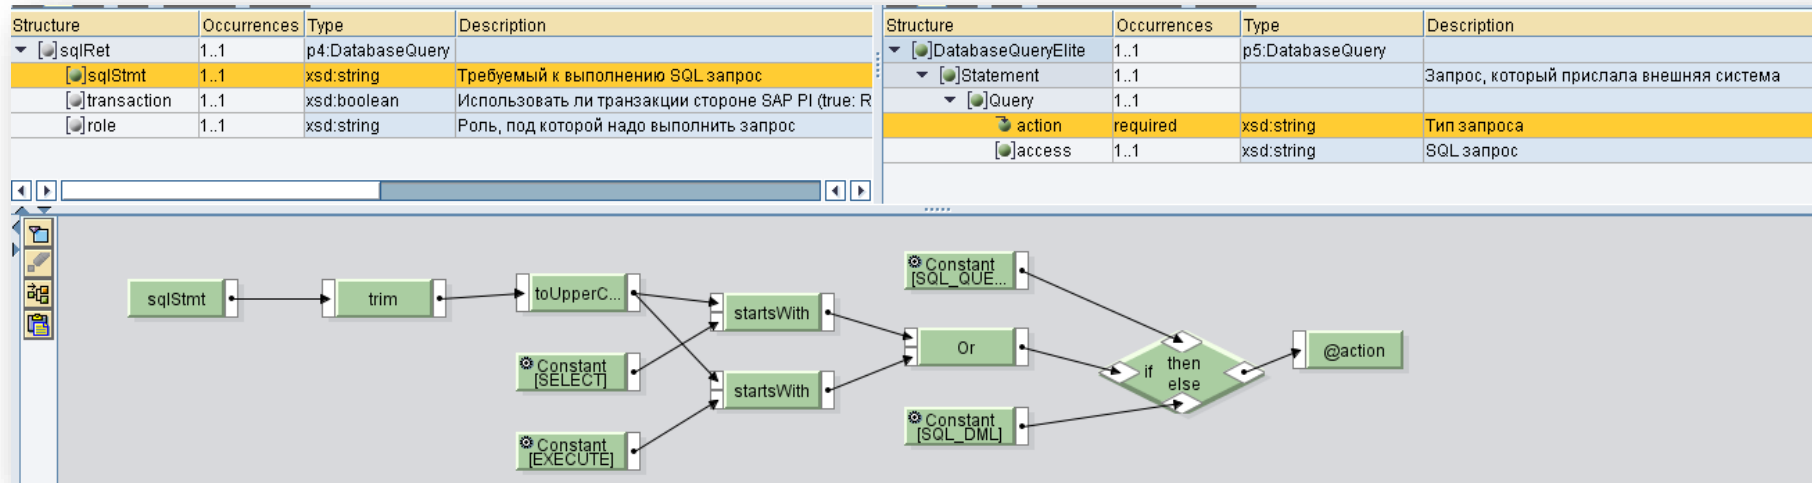 Structure Occurrences Type Description
sqlRet 1..1 p4:DatabaseQuery
sqlStmt 1..1 xsd:string Требуемый к выполнению SQL запрос
transaction 1..1 xsd:boolean Использовать ли транзакции стороне SAP PI (true: R
role 1..1 xsd:string Роль, под которой надо выполнить запрос
Structure Occurrences Type Description
DatabaseQueryElite 1..1 p5:DatabaseQuery
Statement 1..1 Запрос, который прислала внешняя система
Query 1..1
action required xsd:string Тип запроса
access 1..1 xsd:string SQL запрос
sqlStmt
trim
toUpperC...
Constant
[SELECT]
Constant
[EXECUTE]
startsWith
startsWith
Or
Constant
[SQL_QUE...
Constant
[SQL_DML]
if then
else
@action